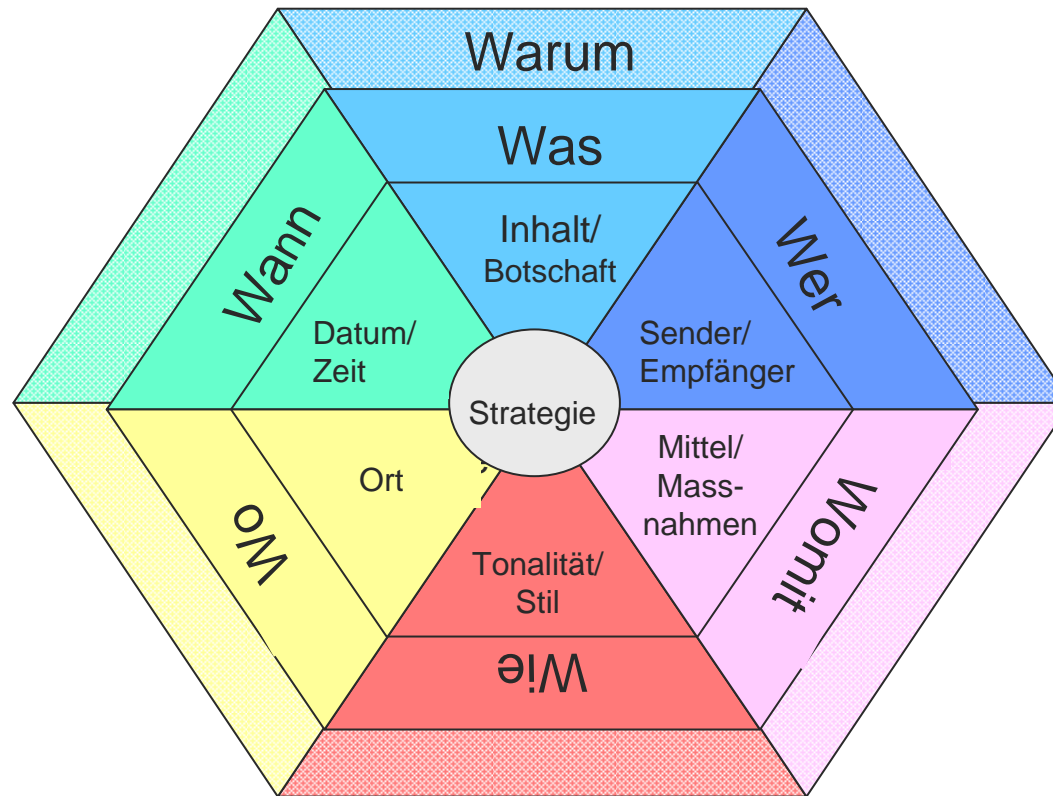 Warum
Was
Inhalt/
Botschaft
Wann
Datum/
Zeit
Wer
Sender/
Empfänger
Strategie
Wo
Ort
Mittel/
Mass-
nahmen
Womit
Tonalität/
Stil
Wie